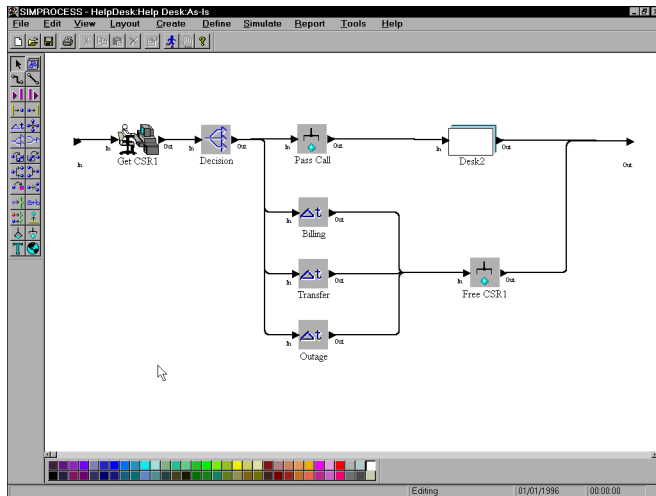 SIMPROCESS - HelpDesk:Help Desk:As-Is
File Edit View Layout Create Define Simulate Report Tools Help
In Get CSR1 Out In Decision Out In Pass Call Out In Desk2 Out
In Out
In Billing Out
In Transfer Out In Free CSR1 Out
In Outage Out
T
Editing 01/01/1996 00:00:00